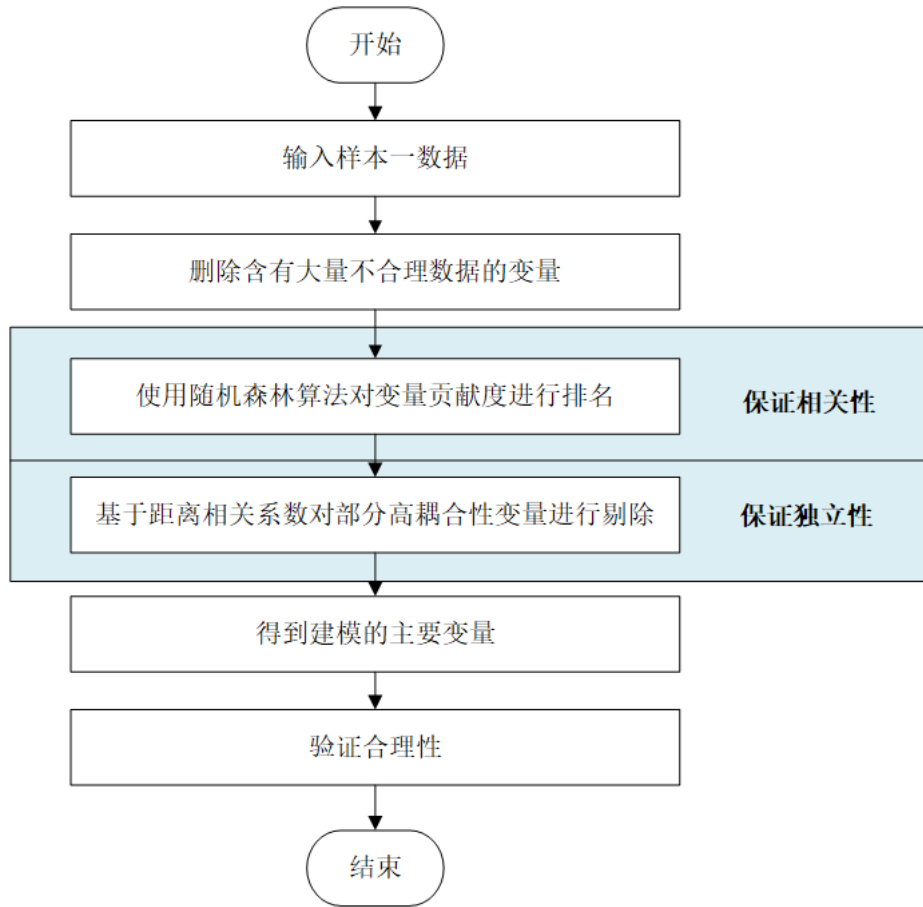 开始
输入样本一数据
删除含有大量不合理数据的变量
使用随机森林算法对变量贡献度进行排名
保证相关性
基于距离相关系数对部分高耦合性变量进行剔除
保证独立性
得到建模的主要变量
验证合理性
结束